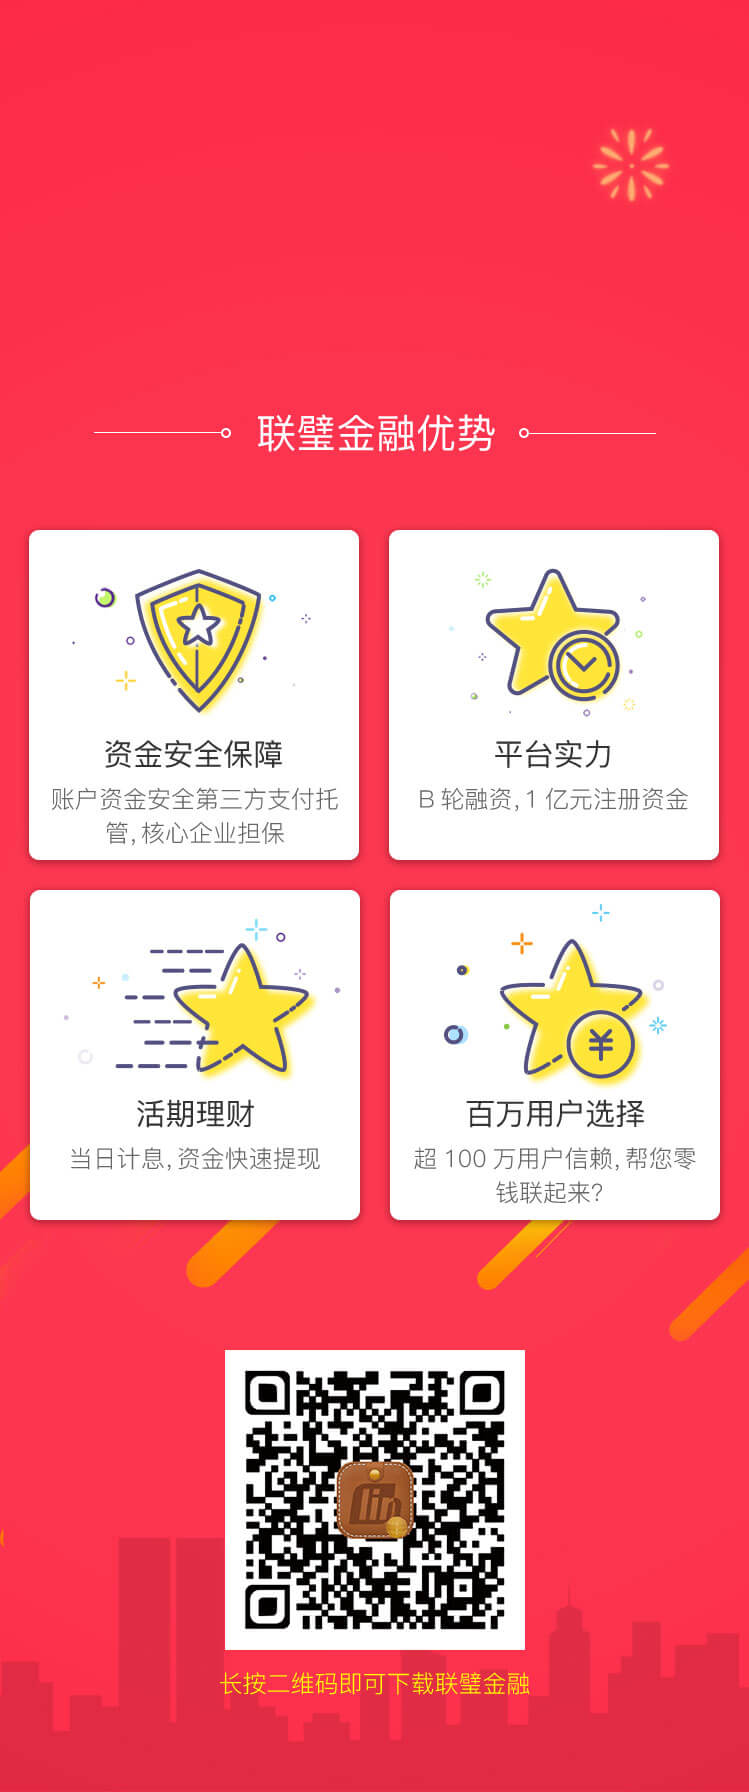 联璧金融优势
资金安全保障
账户资金安全第三方支付托
管,核心企业担保
平台实力
B 轮融资,1 亿元注册资金
活期理财
当日计息,资金快速提现
百万用户选择
超 100 万用户信赖,帮您零
钱联起来?
¥
lin
长按二维码即可下载联璧金融